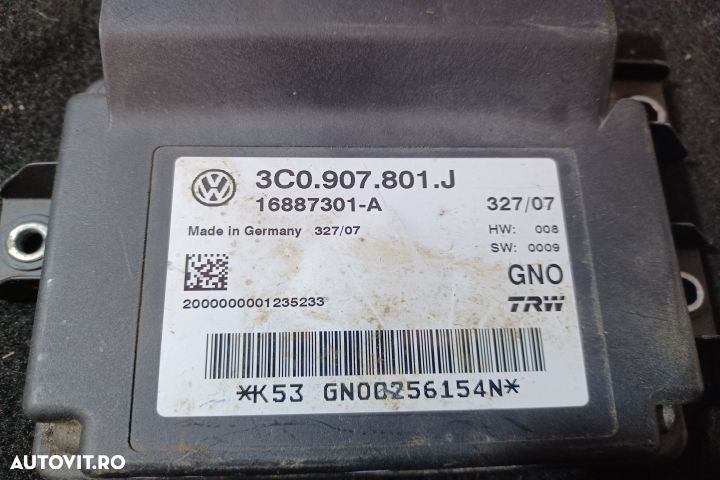 3C0.907.801.J
16887301-A
327/07
Made in Germany 327/07
HW: 008
SW: 0009
GNO
TRW
2000000001235233
*K53 GN00256154N*
AUTOVIT.RO